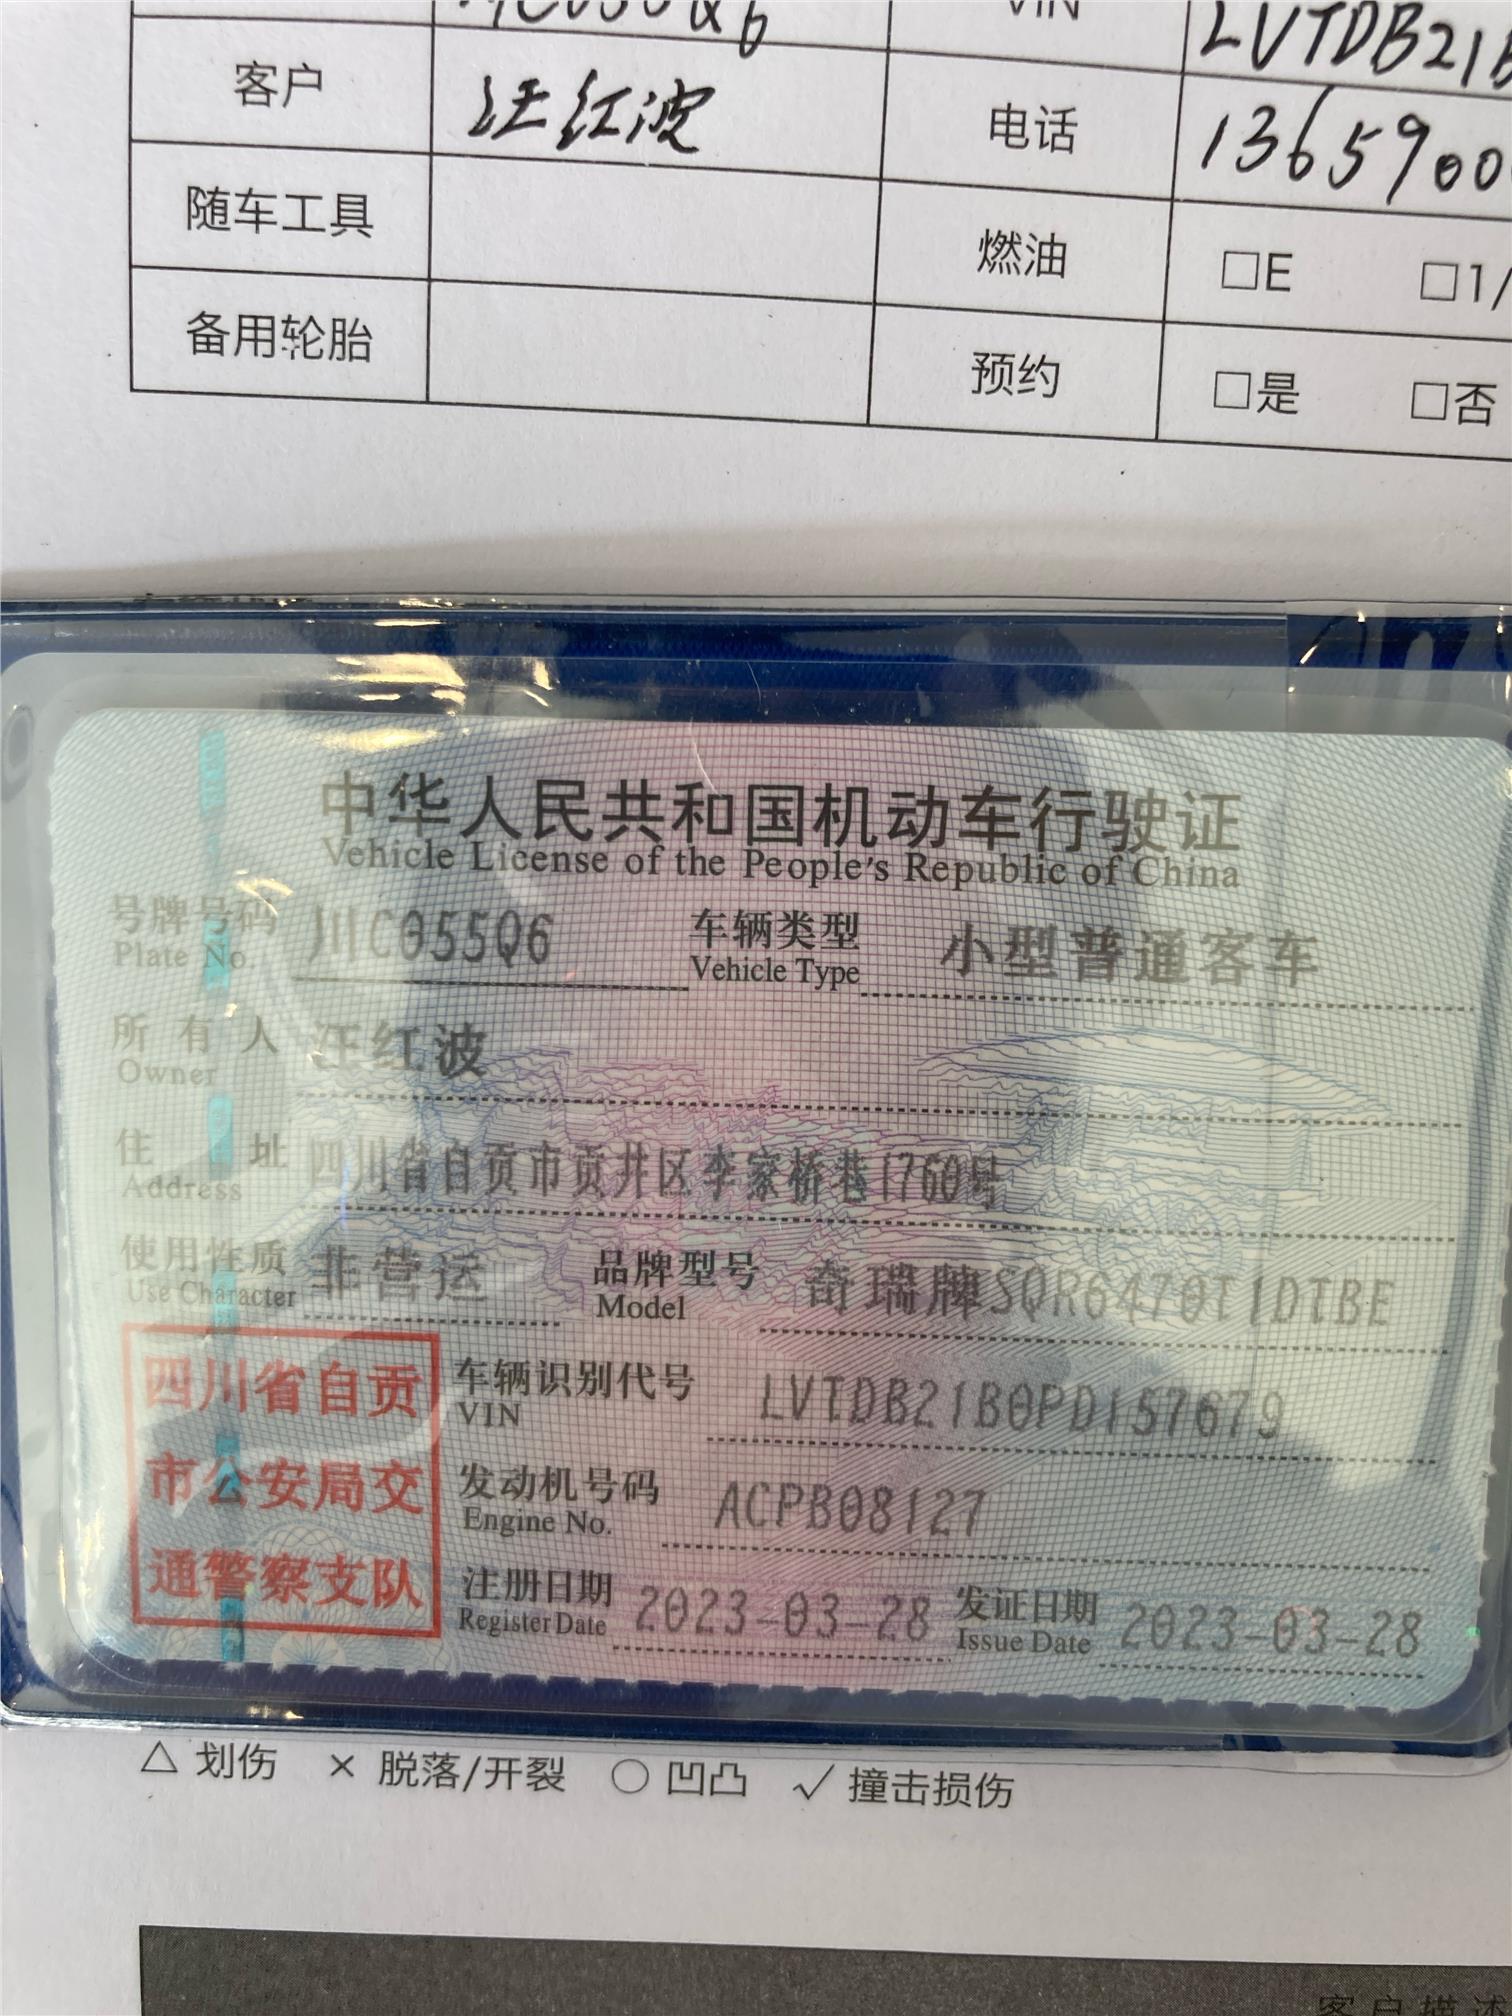 VIN LVTDB21B
客户 汪红波 电话 1365900
随车工具 燃油 □E □1/
备用轮胎 预约 □是 □否
中华人民共和国机动车行驶证
Vehicle License of the People's Republic of China
号牌号码 川C055Q6 车辆类型 小型普通客车
Plate No. Vehicle Type
所有人 汪红波
Owner
住址 四川省自贡市贡井区李家桥巷1760号
Address
使用性质 非营运 品牌型号 奇瑞牌SQR6470T1DTBE
Use Character Model
四川省自贡
市公安局交
通警察支队
车辆识别代号 LVTDB21B0PD157679
VIN
发动机号码 ACPB08127
Engine No.
注册日期 2023-03-28 发证日期 2023-03-28
Register Date Issue Date
△ 划伤 × 脱落/开裂 ○ 凹凸 √ 撞击损伤
客户描述